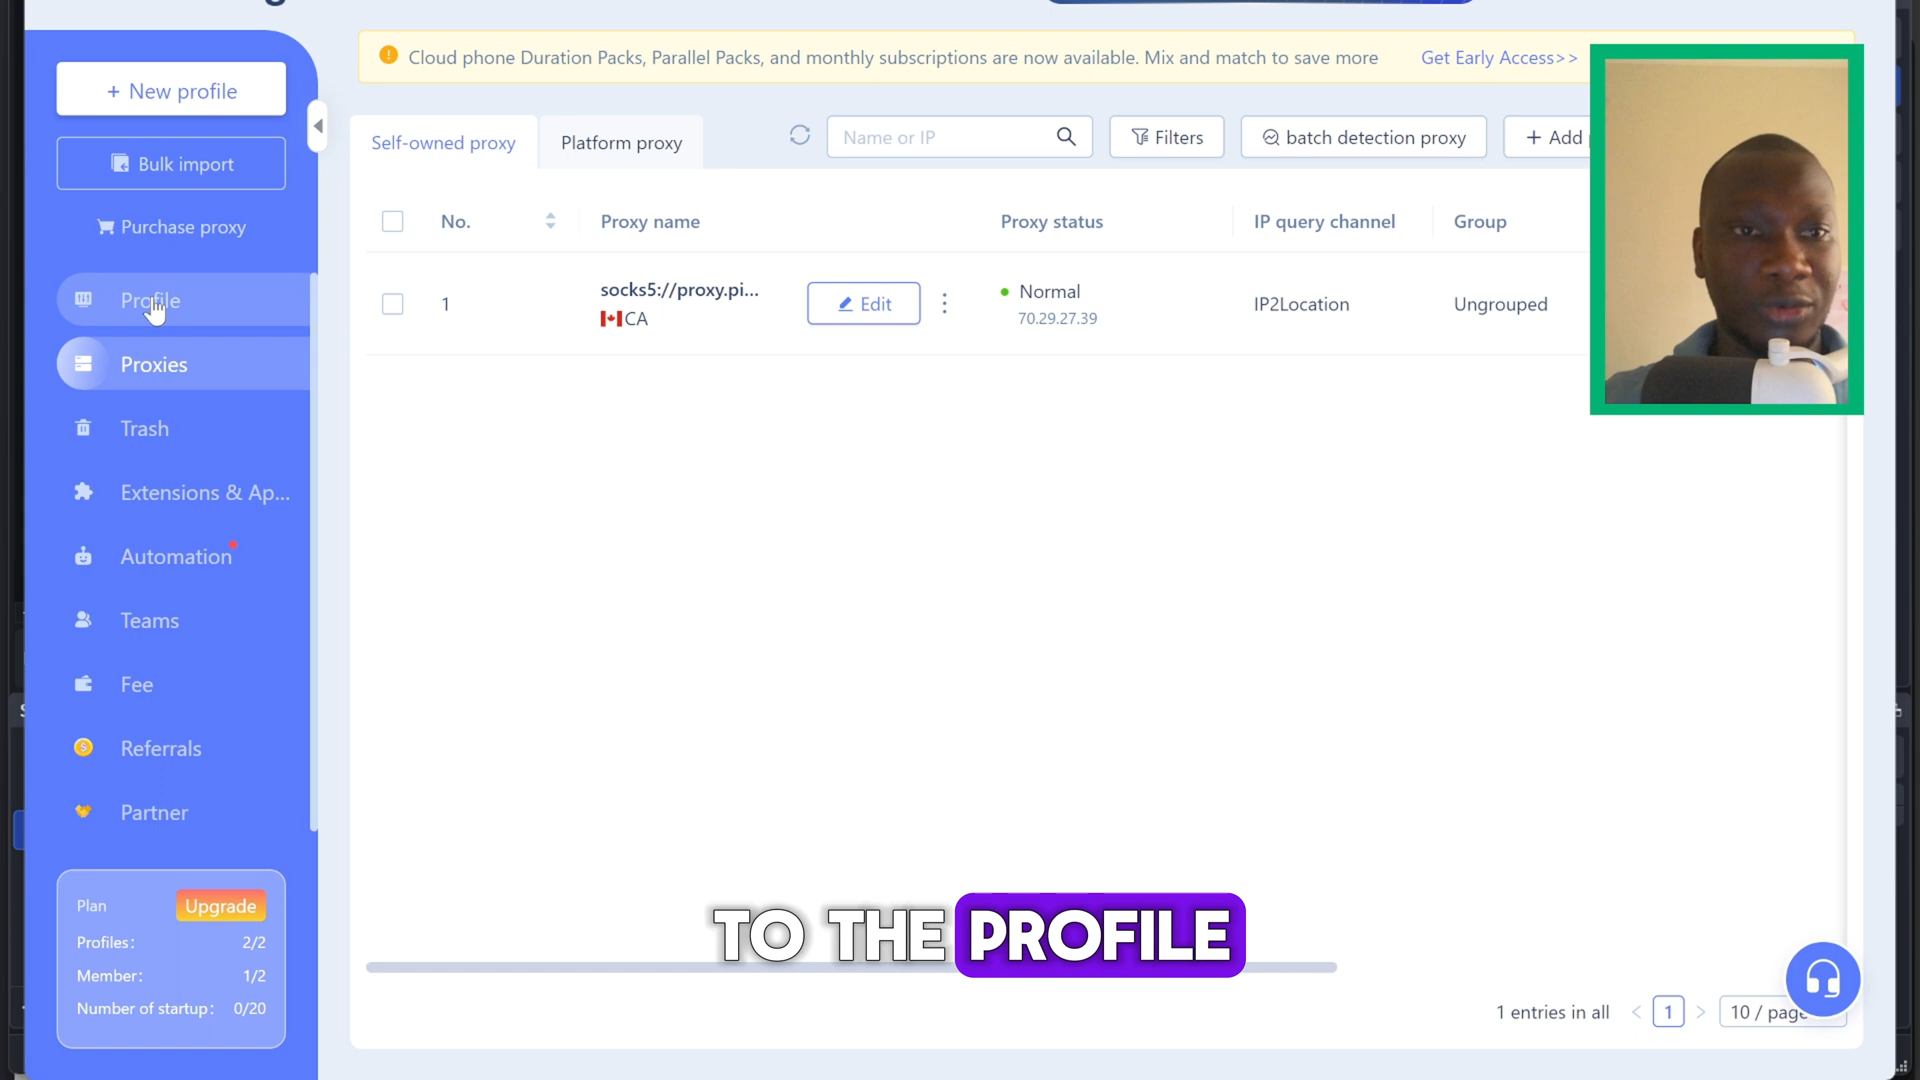 Cloud phone Duration Packs, Parallel Packs, and monthly subscriptions are now available. Mix and match to save more Get Early Access>>
+ New profile
Bulk import
Purchase proxy
Profile
Proxies
Trash
Extensions & Ap...
Automation
Teams
Fee
Referrals
Partner
Plan Upgrade
Profiles: 2/2
Member: 1/2
Number of startup: 0/20
Self-owned proxy Platform proxy Name or IP Filters batch detection proxy + Add
No. Proxy name Proxy status IP query channel Group
1 socks5://proxy.pi... Edit Normal IP2Location Ungrouped
CA 70.29.27.39
TO THE PROFILE
1 entries in all < 1 > 10 / page